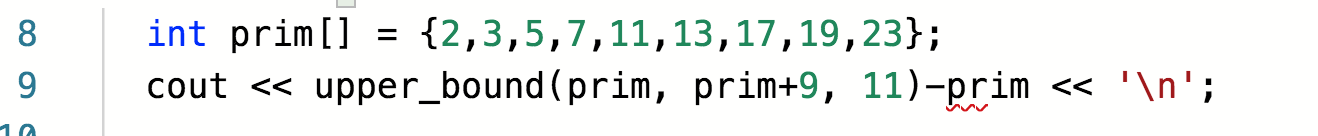 8 int prim[] = {2,3,5,7,11,13,17,19,23};
9 cout << upper_bound(prim, prim+9, 11)-prim << '\n';
10